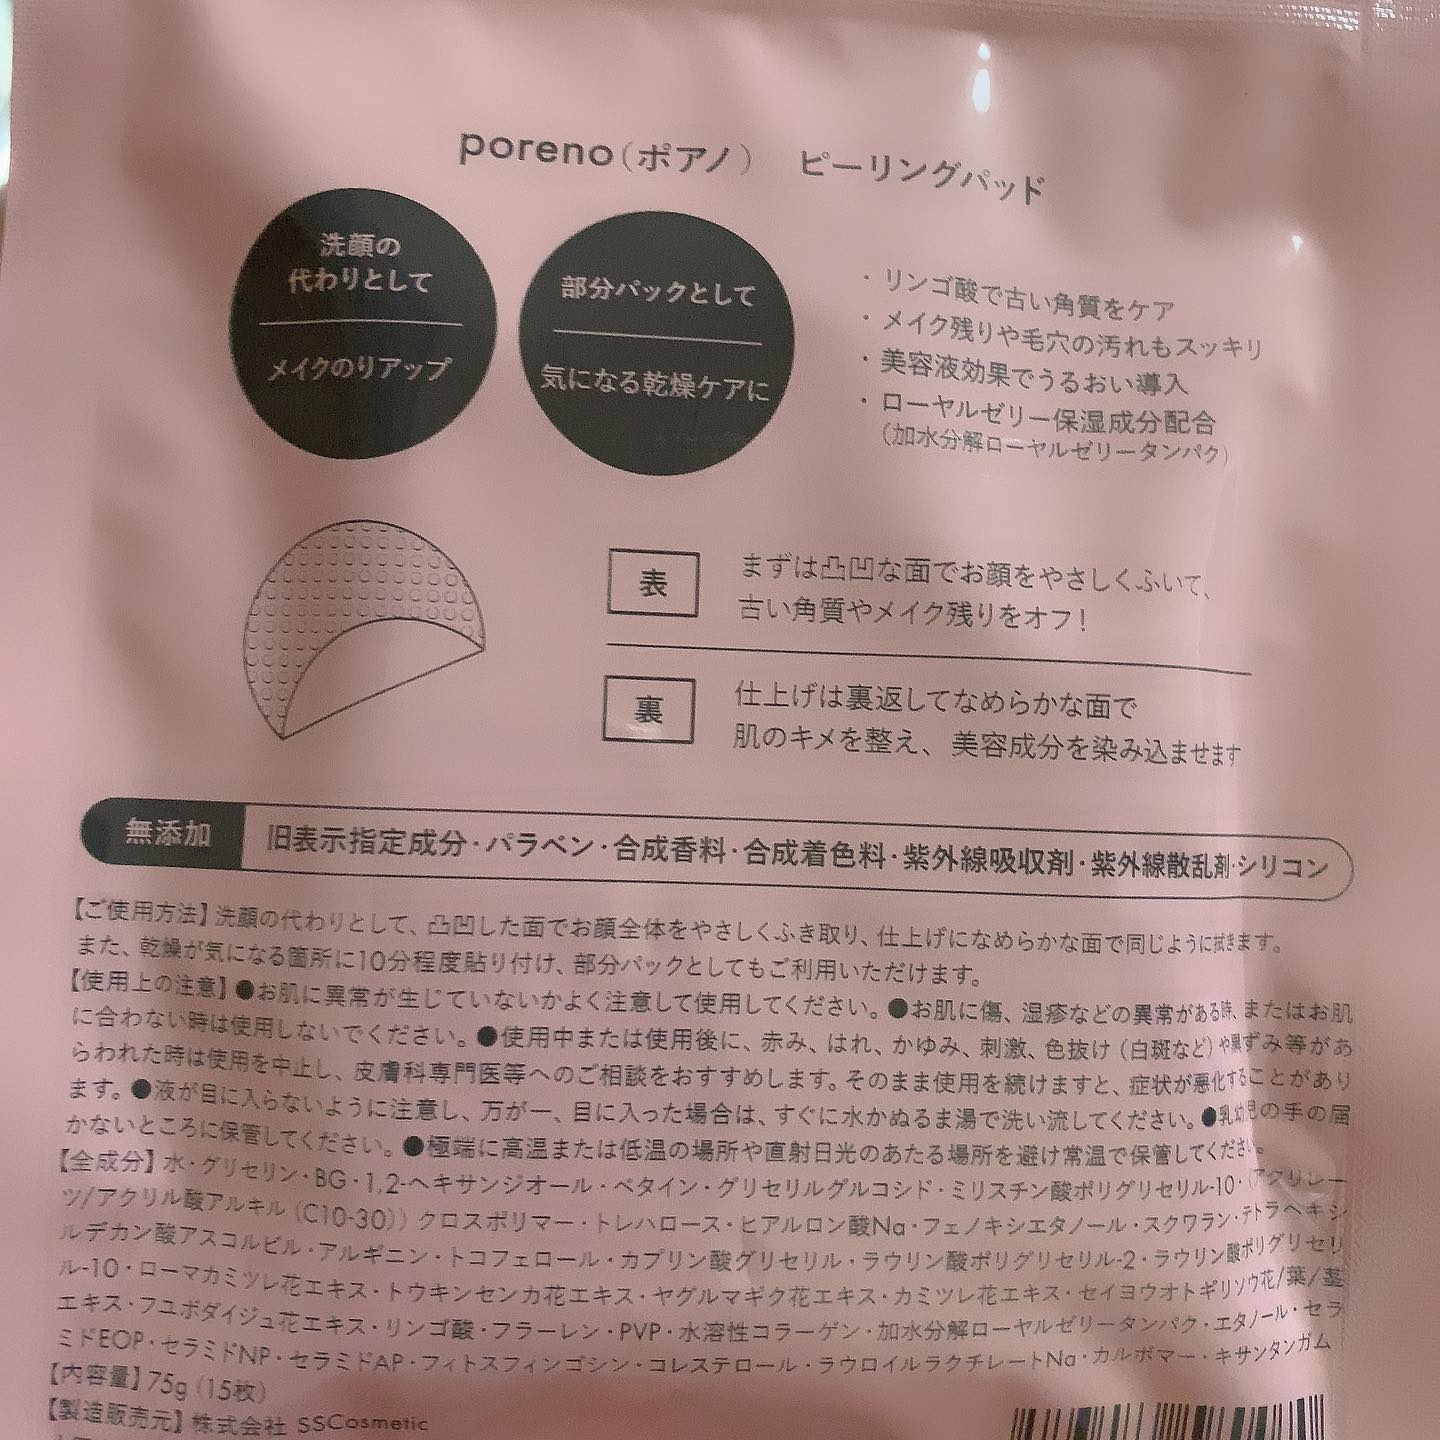 poreno（ポアノ） ピーリングパッド
洗顔の
代わりとして
メイクのりアップ
部分パックとして
気になる乾燥ケアに
・リンゴ酸で古い角質をケア
・メイク残りや毛穴の汚れもスッキリ
・美容液効果でうるおい導入
・ローヤルゼリー保湿成分配合
（加水分解ローヤルゼリータンパク）
表
まずは凸凹な面でお顔をやさしくふいて、
古い角質やメイク残りをオフ！
裏
仕上げは裏返してなめらかな面で
肌のキメを整え、美容成分を染み込ませます
無添加 旧表示指定成分・パラベン・合成香料・合成着色料・紫外線吸収剤・紫外線散乱剤・シリコン
【ご使用方法】洗顔の代わりとして、凸凹した面でお顔全体をやさしくふき取り、仕上げになめらかな面で同じように拭きます。
また、乾燥が気になる箇所に10分程度貼り付け、部分パックとしてもご利用いただけます。
【使用上の注意】●お肌に異常が生じていないかよく注意して使用してください。●お肌に傷、湿疹などの異常がある時、またはお肌
に合わない時は使用しないでください。●使用中または使用後に、赤み、はれ、かゆみ、刺激、色抜け（白斑など）や黒ずみ等があ
らわれた時は使用を中止し、皮膚科専門医等へのご相談をおすすめします。そのまま使用を続けますと、症状が悪化することがあり
ます。●液が目に入らないように注意し、万が一、目に入った場合は、すぐに水かぬるま湯で洗い流してください。●乳幼児の手の届
かないところに保管してください。●極端に高温または低温の場所や直射日光のあたる場所を避け常温で保管してください。
【全成分】水・グリセリン・BG・1,2-ヘキサンジオール・ベタイン・グリセリルグルコシド・ミリスチン酸ポリグリセリル-10・（アクリレー
ツ/アクリル酸アルキル（C10-30））クロスポリマー・トレハロース・ヒアルロン酸Na・フェノキシエタノール・スクワラン・テトラヘキシ
ルデカン酸アスコルビル・アルギニン・トコフェロール・カプリン酸グリセリル・ラウリン酸ポリグリセリル-2・ラウリン酸ポリグリセリ
ル-10・ローマカミツレ花エキス・トウキンセンカ花エキス・ヤグルマギク花エキス・カミツレ花エキス・セイヨウオトギリソウ花/葉/茎
エキス・フユボダイジュ花エキス・リンゴ酸・フラーレン・PVP・水溶性コラーゲン・加水分解ローヤルゼリータンパク・エタノール・セラ
ミドEOP・セラミドNP・セラミドAP・フィトスフィンゴシン・コレステロール・ラウロイルラクチレートNa・カルボマー・キサンタンガム
【内容量】75g（15枚）
【製造販売元】株式会社 SSCosmetic